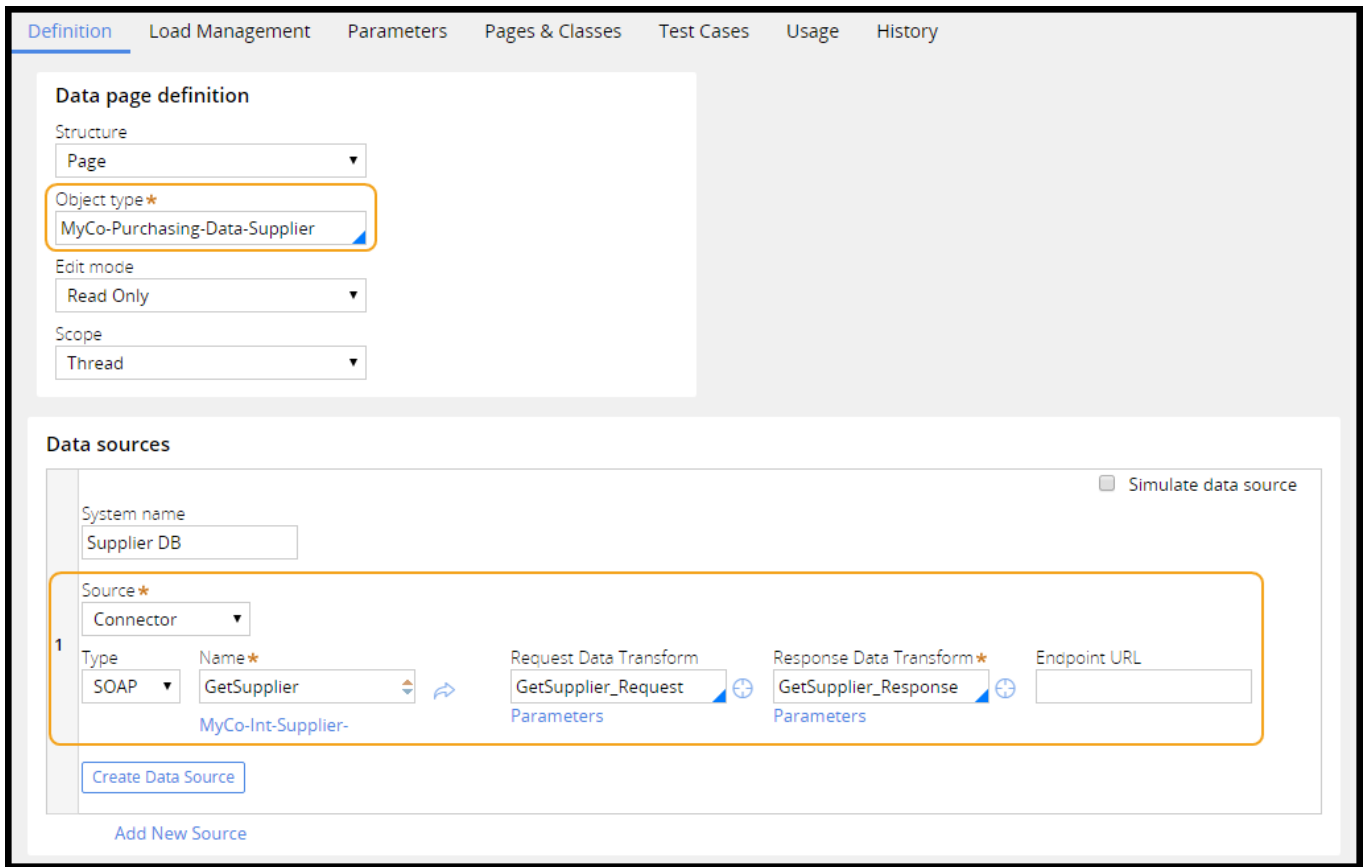 Definition Load Management Parameters Pages & Classes Test Cases Usage History
Data page definition
Structure
Page
Object type*
MyCo-Purchasing-Data-Supplier
Edit mode
Read Only
Scope
Thread
Data sources
Simulate data source
System name
Supplier DB
Source*
Connector
1
Type Name* Request Data Transform Response Data Transform* Endpoint URL
SOAP GetSupplier GetSupplier_Request GetSupplier_Response
MyCo-Int-Supplier- Parameters Parameters
Create Data Source
Add New Source